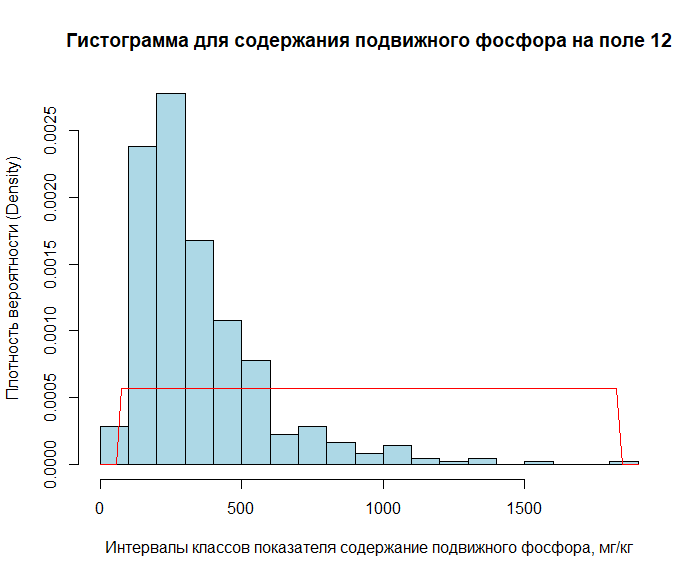 Гистограмма для содержания подвижного фосфора на поле 12
Плотность вероятности (Density)
0.0025
0.0020
0.0015
0.0010
0.0005
0.0000
0 500 1000 1500
Интервалы классов показателя содержание подвижного фосфора, мг/кг